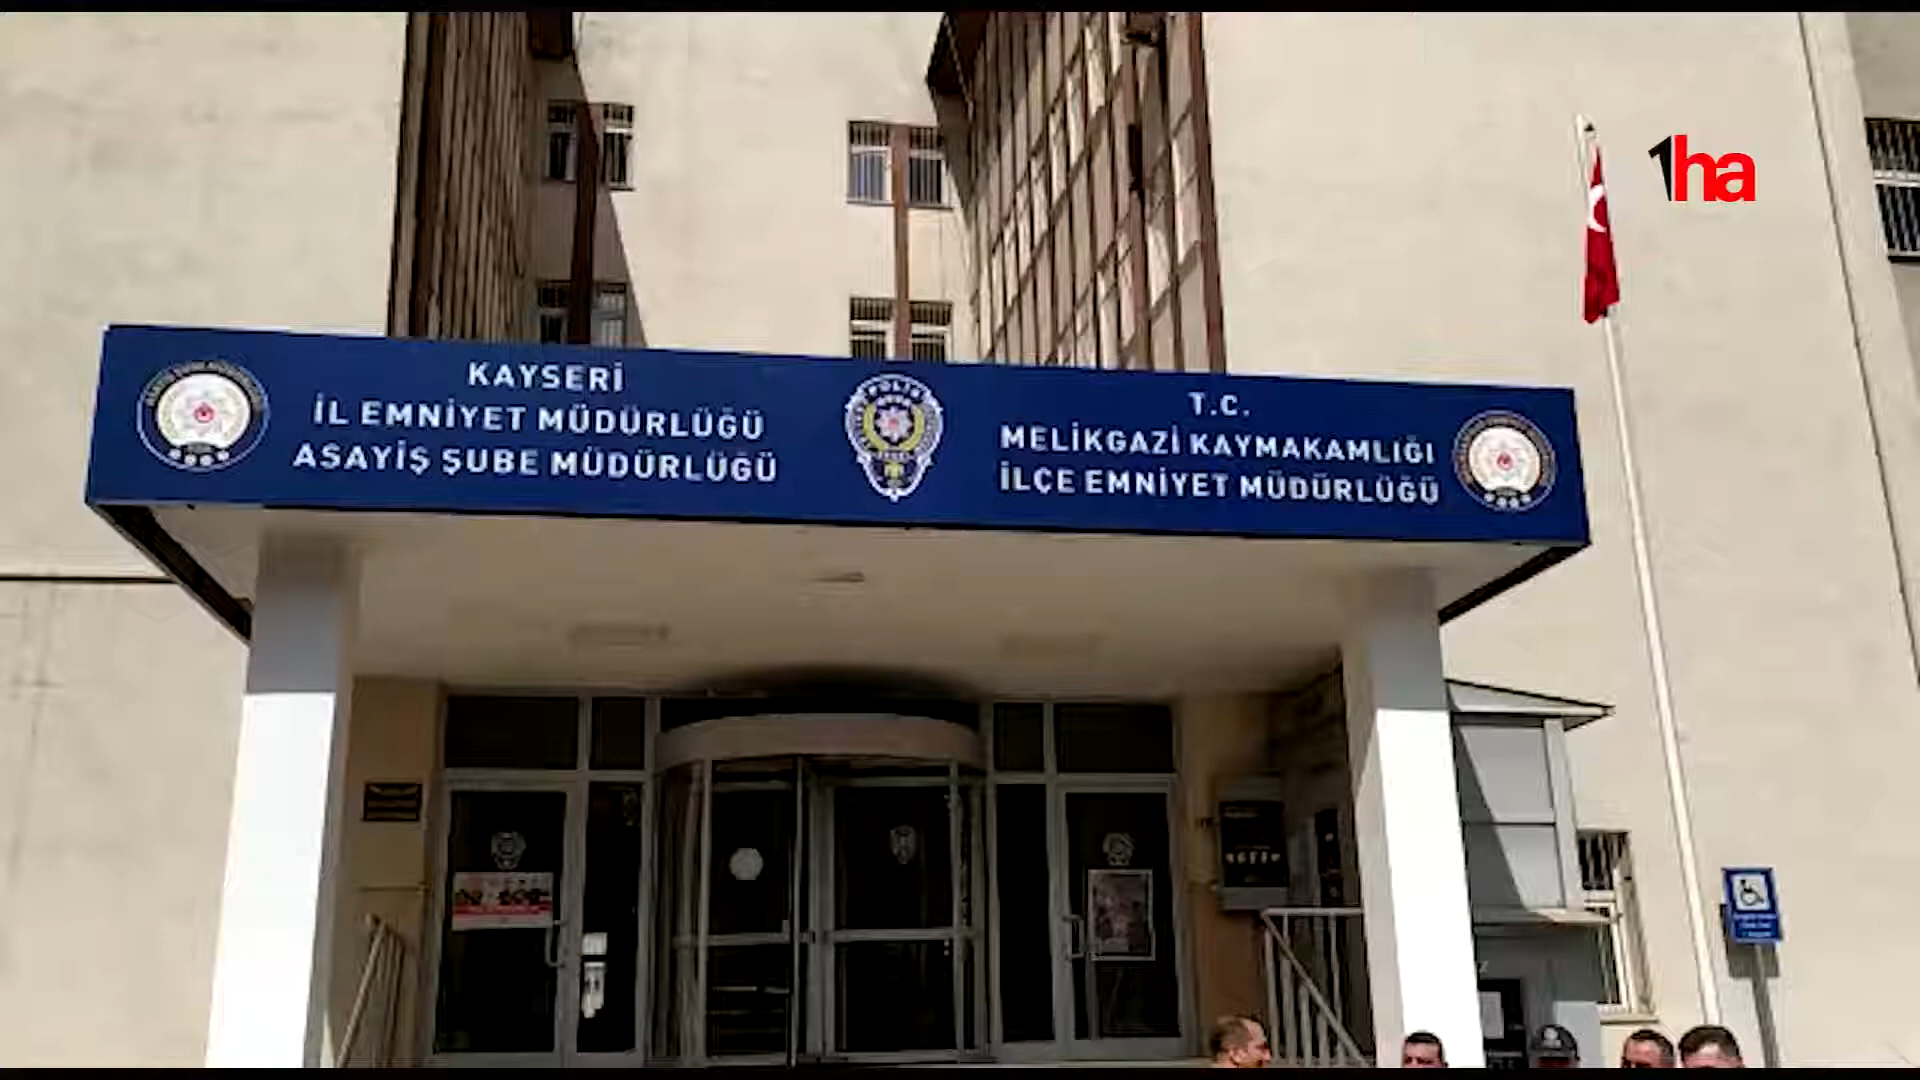 KAYSERİ
İL EMNİYET MÜDÜRLÜĞÜ
ASAYİŞ ŞUBE MÜDÜRLÜĞÜ
POLİS
T.C.
MELİKGAZİ KAYMAKAMLIĞI
İLÇE EMNİYET MÜDÜRLÜĞÜ
1ha